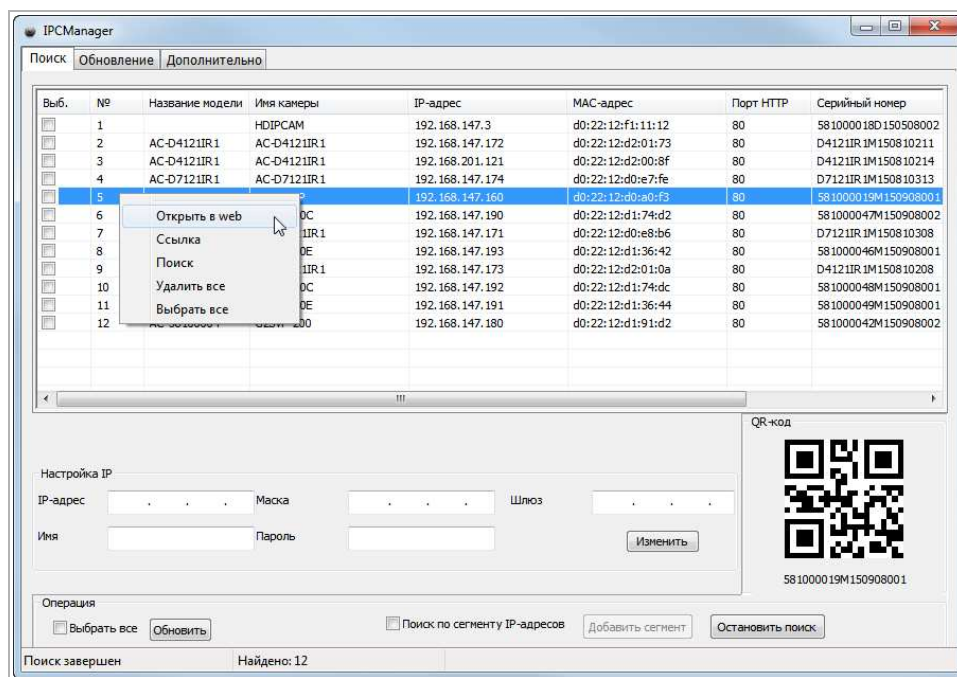 IPCManager
Поиск Обновление Дополнительно
Выб. № Название модели Имя камеры IP-адрес MAC-адрес Порт HTTP Серийный номер
1 HDIPCAM 192.168.147.3 d0:22:12:f1:11:12 80 581000018D150508002
2 AC-D4121IR1 AC-D4121IR1 192.168.147.172 d0:22:12:d2:01:73 80 D4121IR1M150810211
3 AC-D4121IR1 AC-D4121IR1 192.168.201.121 d0:22:12:d2:00:8f 80 D4121IR1M150810214
4 AC-D7121IR1 AC-D7121IR1 192.168.147.174 d0:22:12:d0:e7:fe 80 D7121IR1M150810313
5 192.168.147.160 d0:22:12:d0:a0:f3 80 581000019M150908001
6 0C 192.168.147.190 d0:22:12:d1:74:d2 80 581000047M150908002
7 1IR1 192.168.147.171 d0:22:12:d0:e8:b6 80 D7121IR1M150810308
8 0E 192.168.147.193 d0:22:12:d1:36:42 80 581000046M150908001
9 1IR1 192.168.147.173 d0:22:12:d2:01:0a 80 D4121IR1M150810208
10 0C 192.168.147.192 d0:22:12:d1:74:dc 80 581000048M150908001
11 0E 192.168.147.191 d0:22:12:d1:36:44 80 581000049M150908001
12 192.168.147.180 d0:22:12:d1:91:d2 80 581000042M150908002
Открыть в web
Ссылка
Поиск
Удалить все
Выбрать все
QR-код
Настройка IP
IP-адрес . . . Маска . . . Шлюз . . .
Имя Пароль Изменить
581000019M150908001
Операция
Выбрать все Обновить Поиск по сегменту IP-адресов Добавить сегмент Остановить поиск
Поиск завершен Найдено: 12